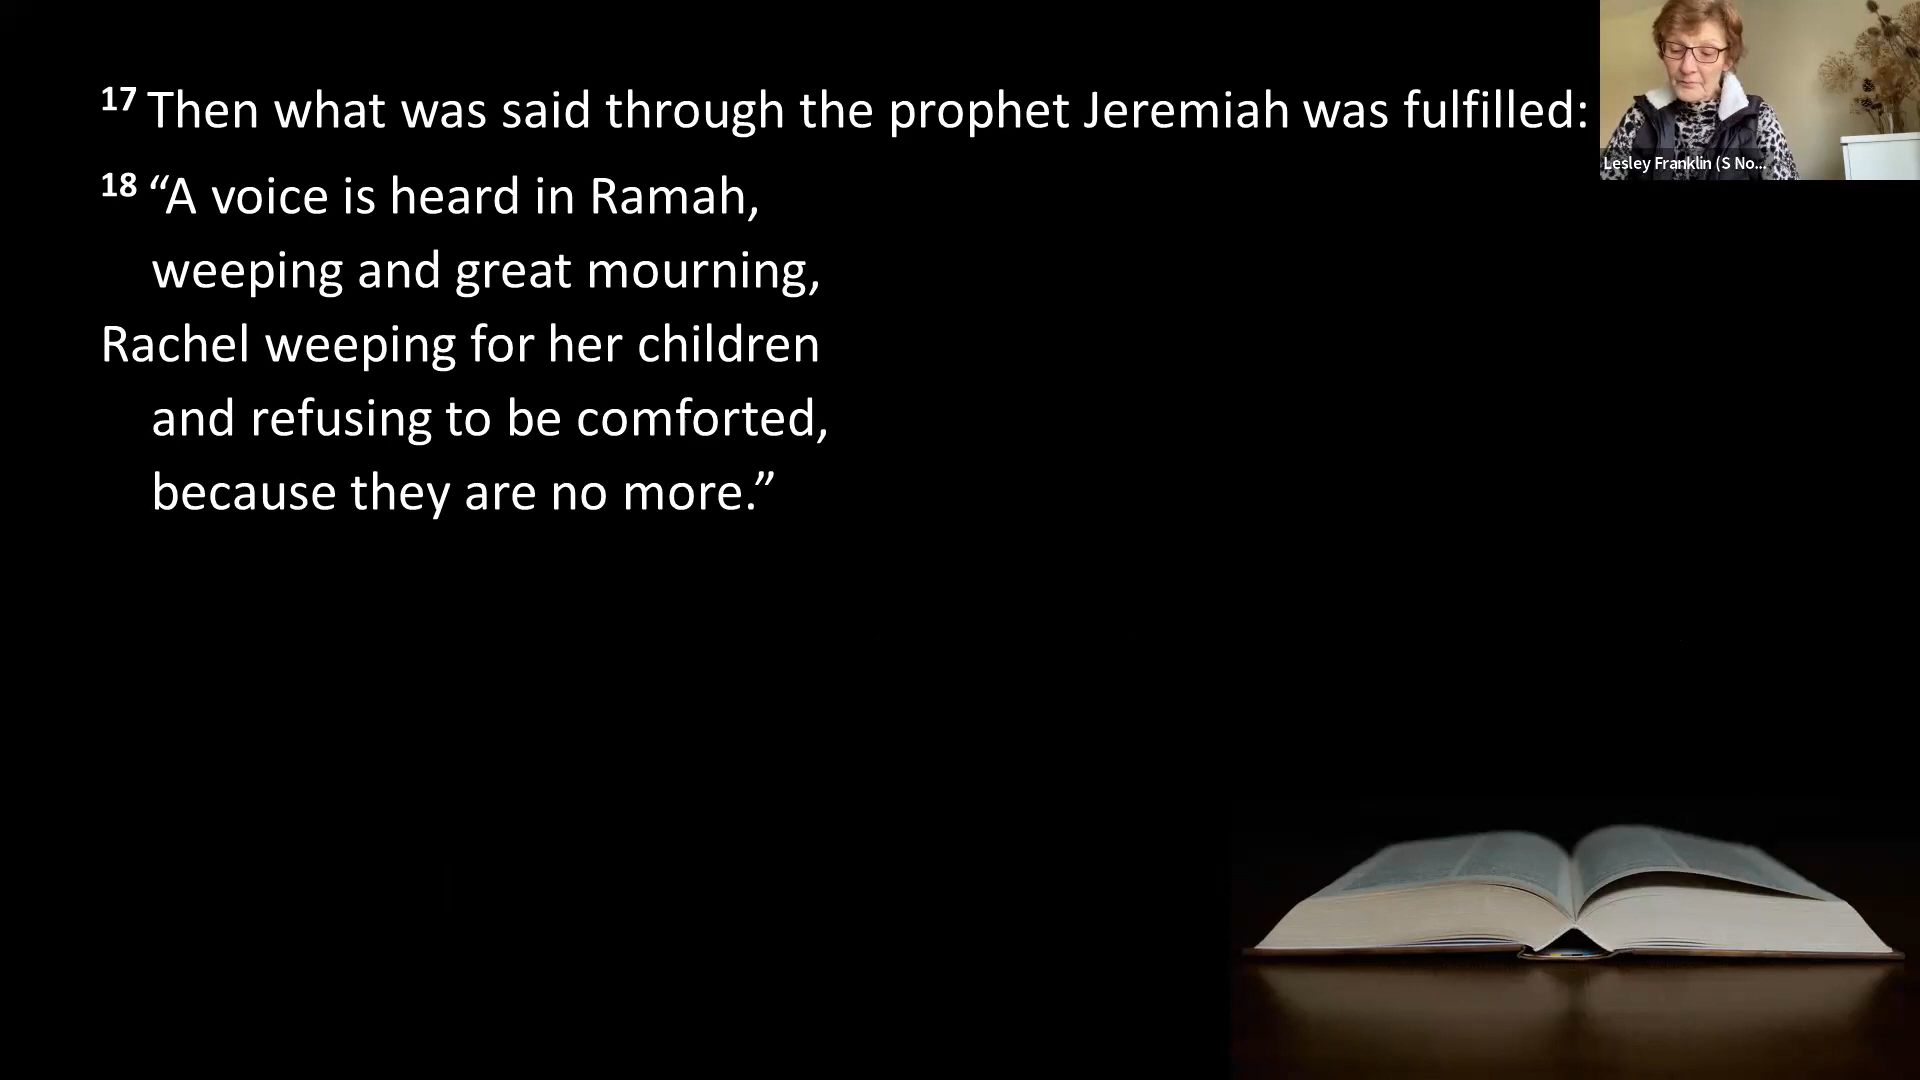 17 Then what was said through the prophet Jeremiah was fulfilled:
18 “A voice is heard in Ramah,
weeping and great mourning,
Rachel weeping for her children
and refusing to be comforted,
because they are no more.”
Lesley Franklin (S No...